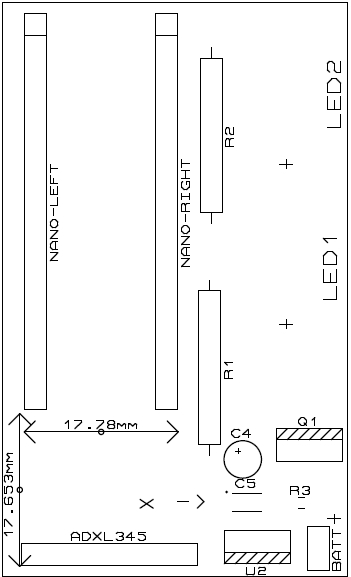 LED2
R2
NANO-LEFT
NANO-RIGHT
LED1
R1
17.78mm
C4
+
Q1
17.653mm
C5
R3
X
ADXL345
U2
BATT+